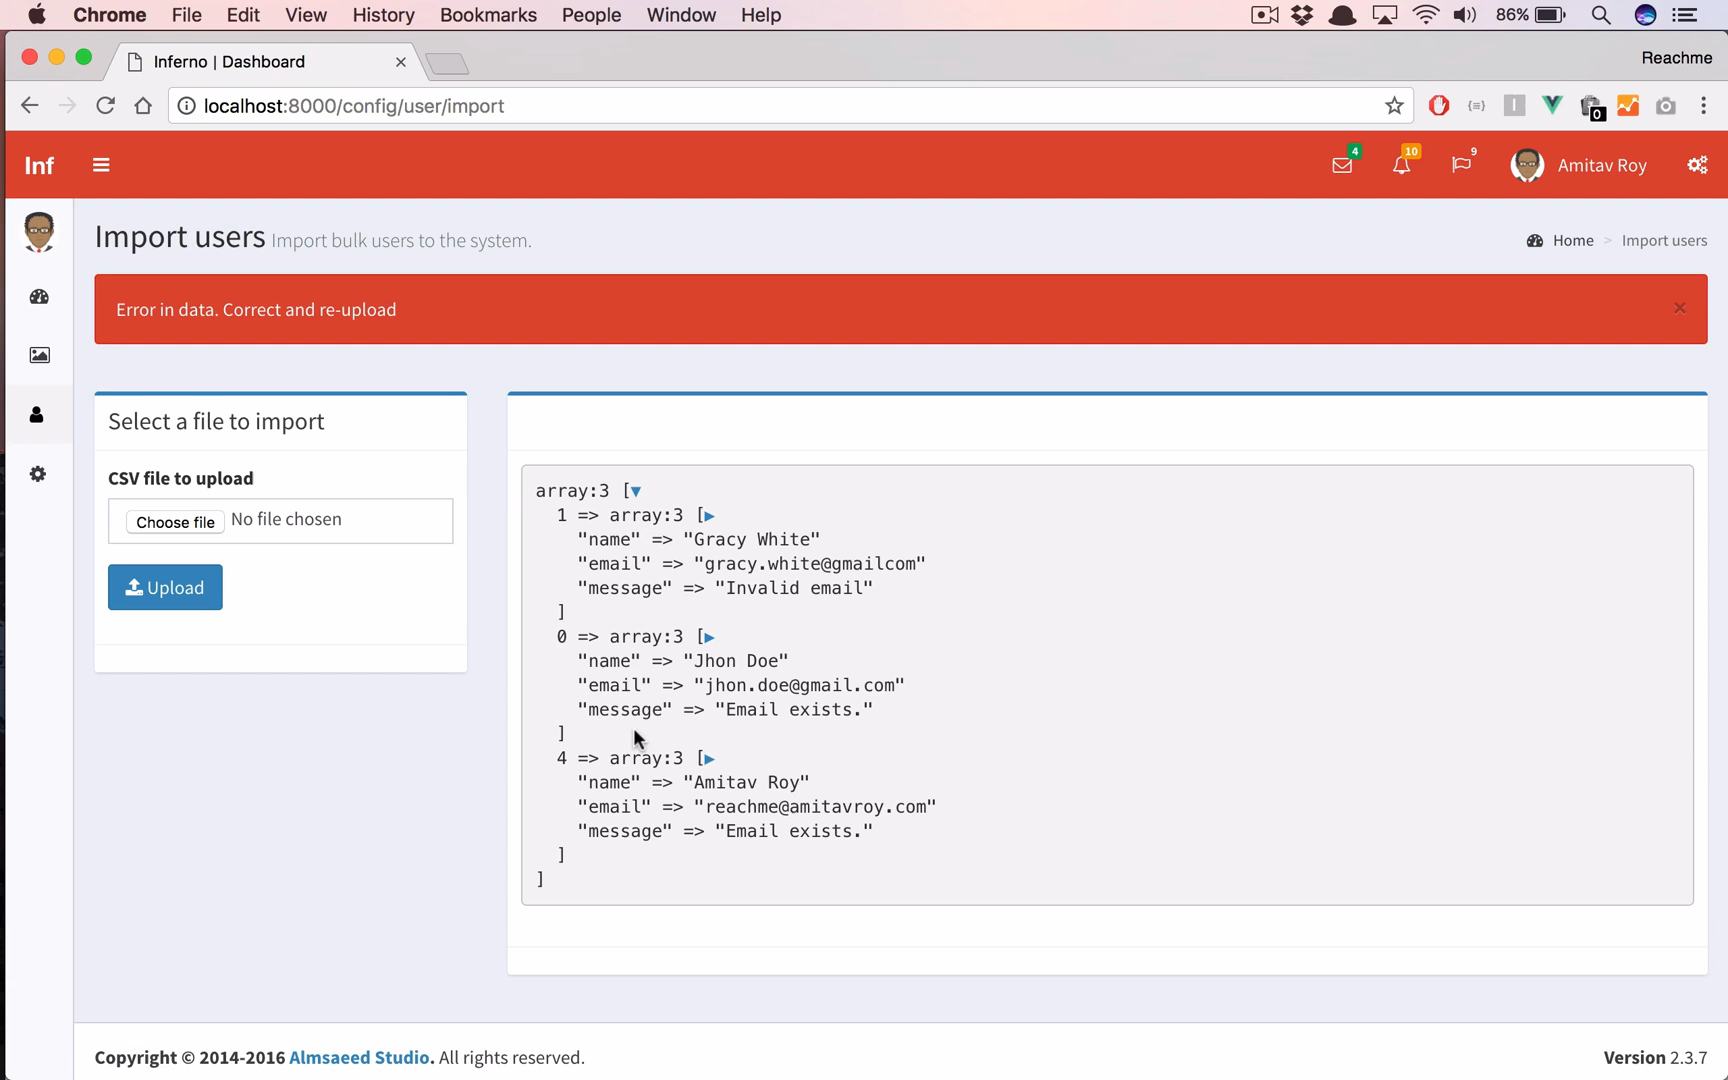 Chrome File Edit View History Bookmarks People Window Help 86%
Inferno | Dashboard Reachme
localhost:8000/config/user/import 0
Inf 4 10 9 Amitav Roy
Import users Import bulk users to the system. Home > Import users
Error in data. Correct and re-upload ×
Select a file to import
CSV file to upload
Choose file No file chosen
Upload
array:3 [▼
1 => array:3 [▶
"name" => "Gracy White"
"email" => "gracy.white@gmailcom"
"message" => "Invalid email"
]
0 => array:3 [▶
"name" => "Jhon Doe"
"email" => "jhon.doe@gmail.com"
"message" => "Email exists."
]
4 => array:3 [▶
"name" => "Amitav Roy"
"email" => "reachme@amitavroy.com"
"message" => "Email exists."
]
]
Copyright © 2014-2016 Almsaeed Studio. All rights reserved. Version 2.3.7